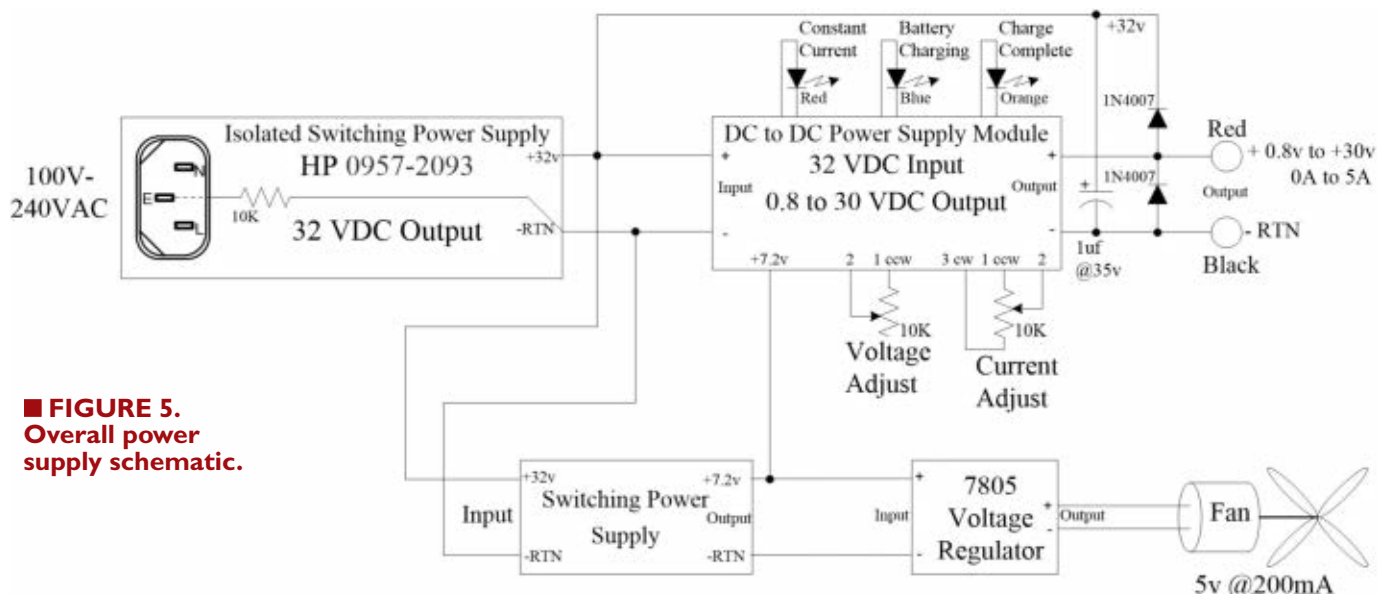 +32v
Constant
Current
Red
Battery
Charging
Blue
Charge
Complete
Orange
100V-
240VAC
N
E
L
Isolated Switching Power Supply
HP 0957-2093
+32v
10K
32 VDC Output
-RTN
DC to DC Power Supply Module
32 VDC Input
0.8 to 30 VDC Output
+
Input
-
+
Output
-
+7.2v
2
1 ccw
3 cw
1 ccw
2
10K
Voltage
Adjust
10K
Current
Adjust
+
1uf
@35v
1N4007
1N4007
Red
+ 0.8v to +30v
0A to 5A
Output
- RTN
Black
■ FIGURE 5.
Overall power
supply schematic.
Input
+32v
-RTN
Switching Power
Supply
+7.2v
Output
-RTN
Input
+
-
7805
Voltage
Regulator
+
-
Output
Fan
5v @200mA